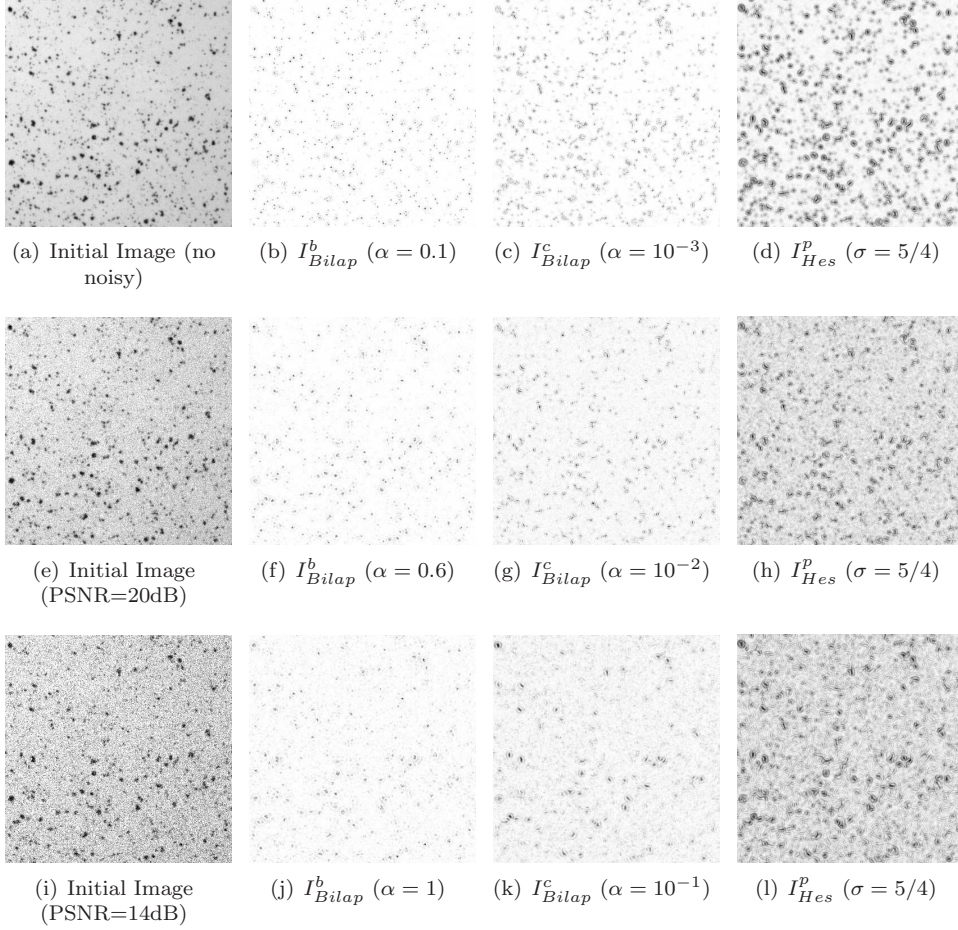 (a) Initial Image (no
noisy)
(b) I^b_{Bilap} (α = 0.1)
(c) I^c_{Bilap} (α = 10^{−3})
(d) I^p_{Hes} (σ = 5/4)
(e) Initial Image
(PSNR=20dB)
(f) I^b_{Bilap} (α = 0.6)
(g) I^c_{Bilap} (α = 10^{−2})
(h) I^p_{Hes} (σ = 5/4)
(i) Initial Image
(PSNR=14dB)
(j) I^b_{Bilap} (α = 1)
(k) I^c_{Bilap} (α = 10^{−1})
(l) I^p_{Hes} (σ = 5/4)